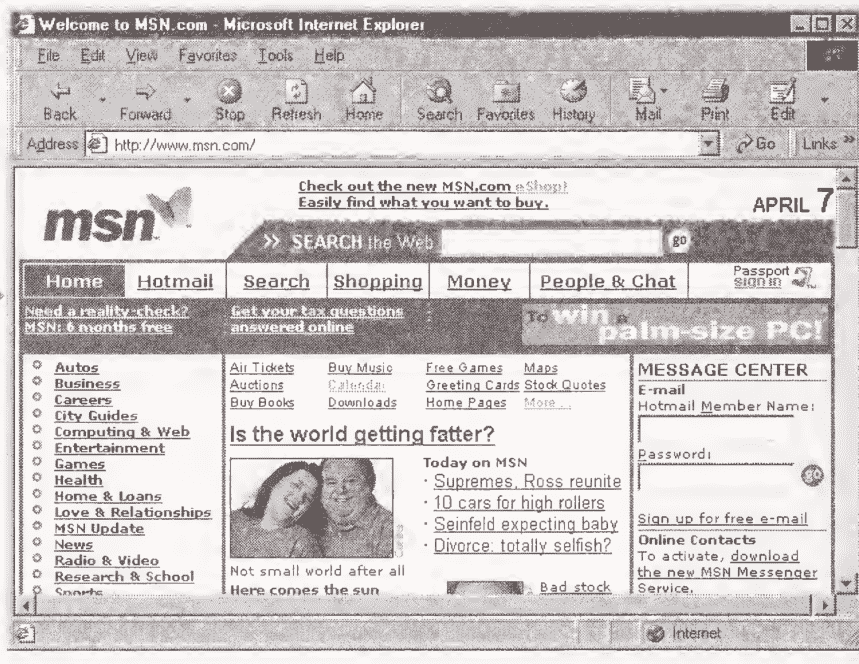 Welcome to MSN.com - Microsoft Internet Explorer
File Edit View Favorites Tools Help
Back Forward Stop Refresh Home Search Favorites History Mail Print Edit
Address http://www.msn.com/ Go Links »
msn
Check out the new MSN.com eShop!
Easily find what you want to buy.
APRIL 7
>> SEARCH the Web go
Home Hotmail Search Shopping Money People & Chat Passport sign in
Need a reality-check?
MSN: 6 months free
Get your tax questions
answered online
To win a
palm-size PC!
Autos
Business
Careers
City Guides
Computing & Web
Entertainment
Games
Health
Home & Loans
Love & Relationships
MSN Update
News
Radio & Video
Research & School
Sports
Air Tickets Buy Music Free Games Maps
Auctions Calendar Greeting Cards Stock Quotes
Buy Books Downloads Home Pages More...
Is the world getting fatter?
Corbis
Not small world after all
Here comes the sun
Today on MSN
· Supremes, Ross reunite
· 10 cars for high rollers
· Seinfeld expecting baby
· Divorce: totally selfish?
Bad stock
MESSAGE CENTER
E-mail
Hotmail Member Name:
Password:
go
Sign up for free e-mail
Online Contacts
To activate, download
the new MSN Messenger
Service.
Internet